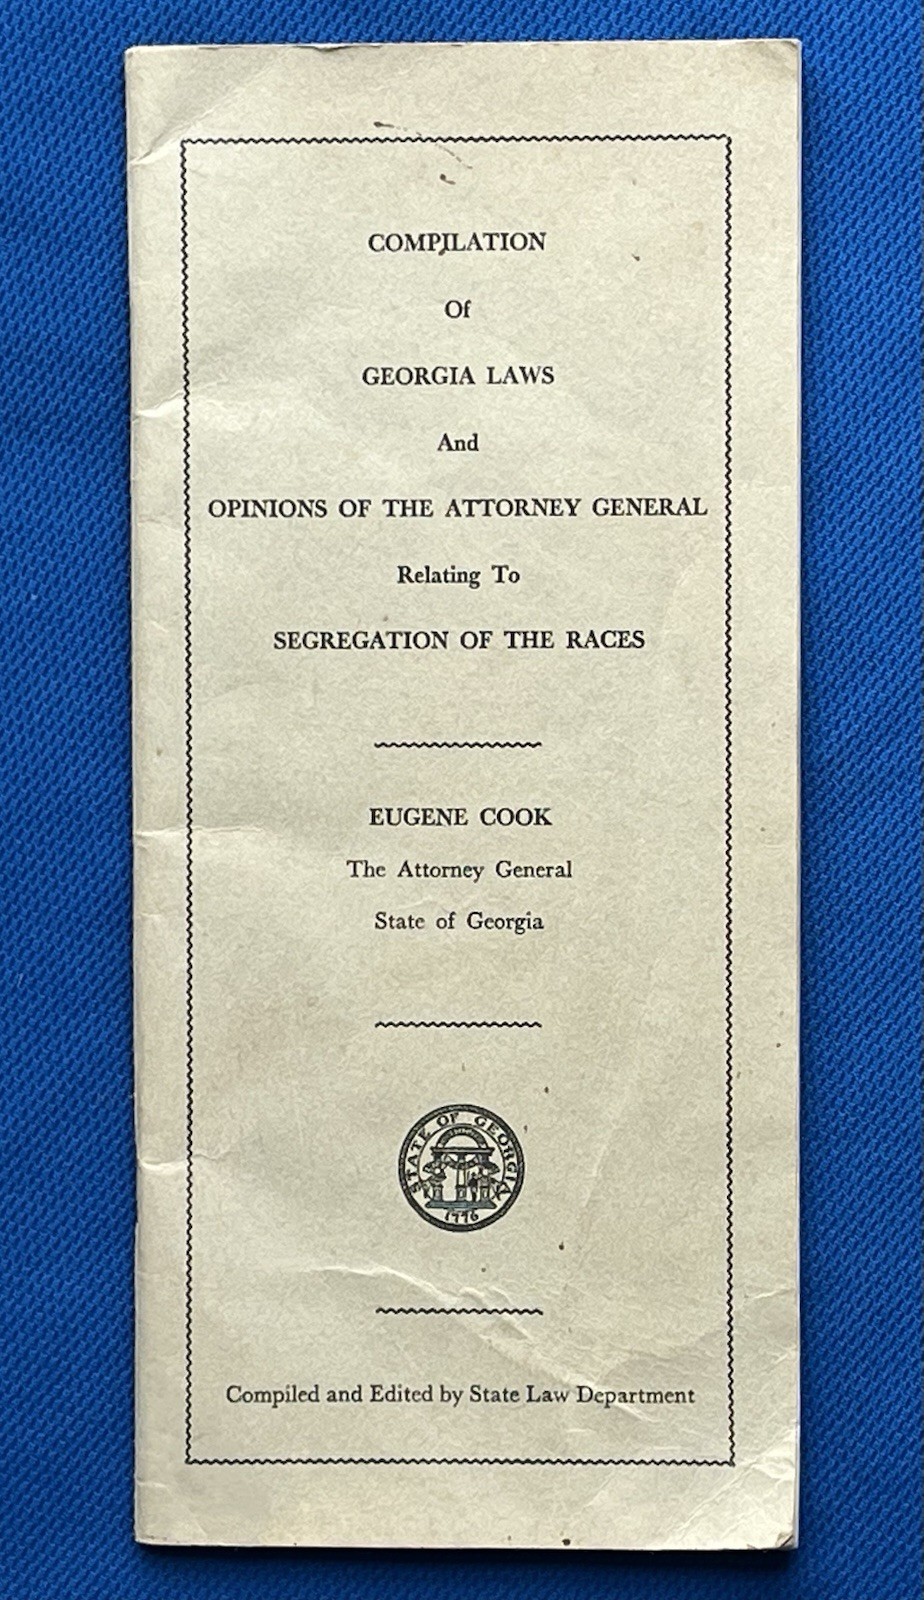 COMPILATION
Of
GEORGIA LAWS
And
OPINIONS OF THE ATTORNEY GENERAL
Relating To
SEGREGATION OF THE RACES
EUGENE COOK
The Attorney General
State of Georgia
STATE OF GEORGIA
1776
Compiled and Edited by State Law Department